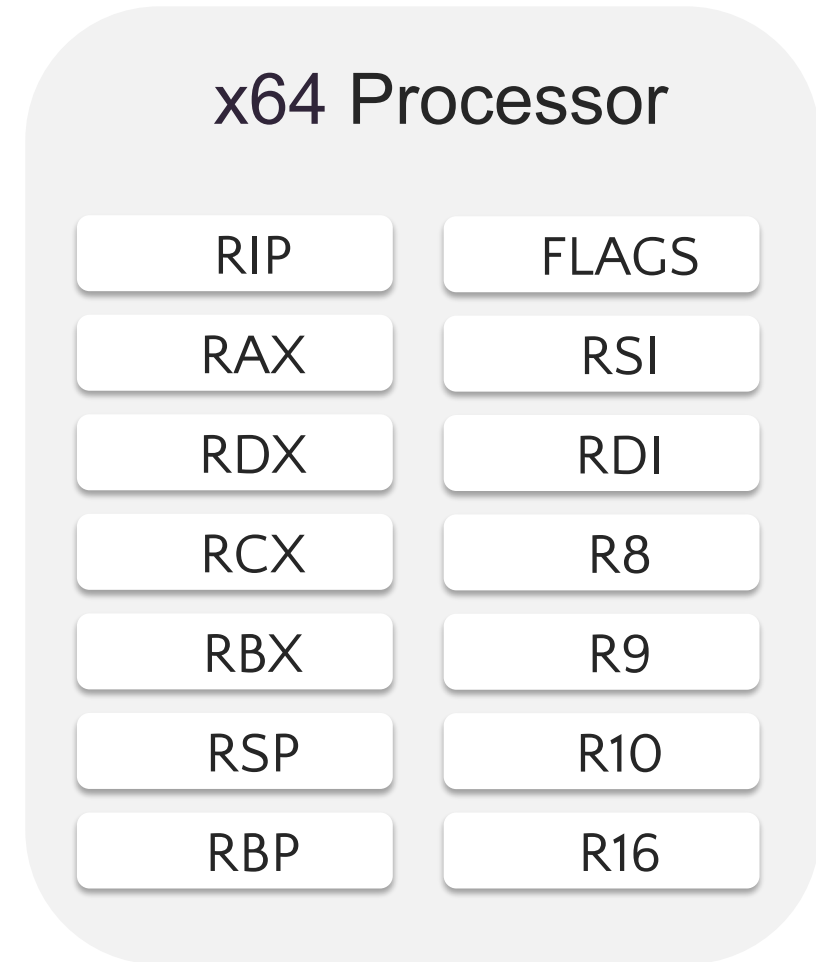 x64 Processor
RIP
FLAGS
RAX
RSI
RDX
RDI
RCX
R8
RBX
R9
RSP
R10
RBP
R16